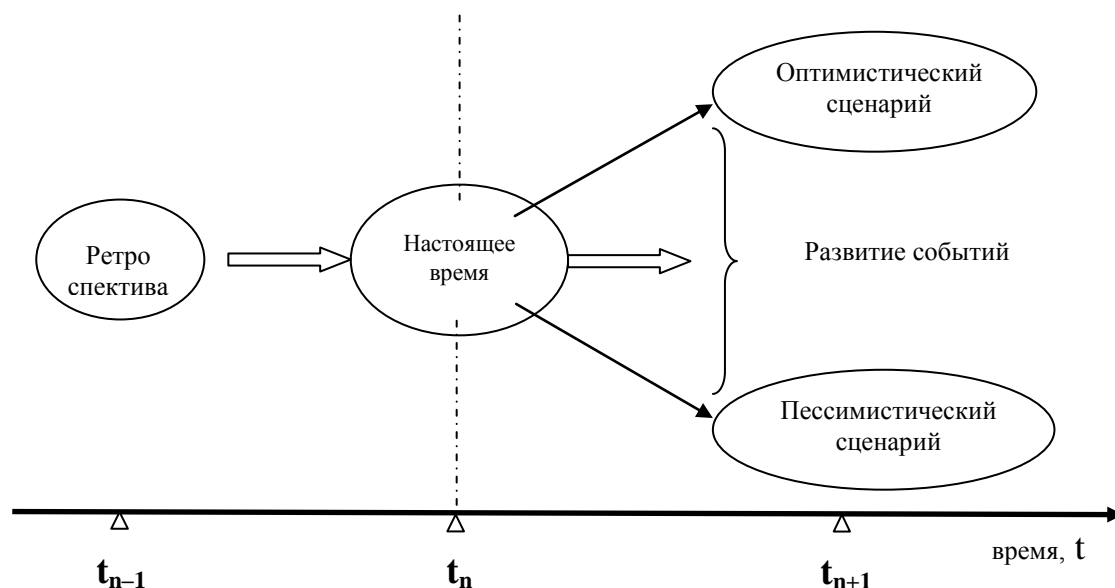 Оптимистический
сценарий
Ретро
спектива
Настоящее
время
Развитие событий
Пессимистический
сценарий
время, t
tₙ₋₁
tₙ
tₙ₊₁